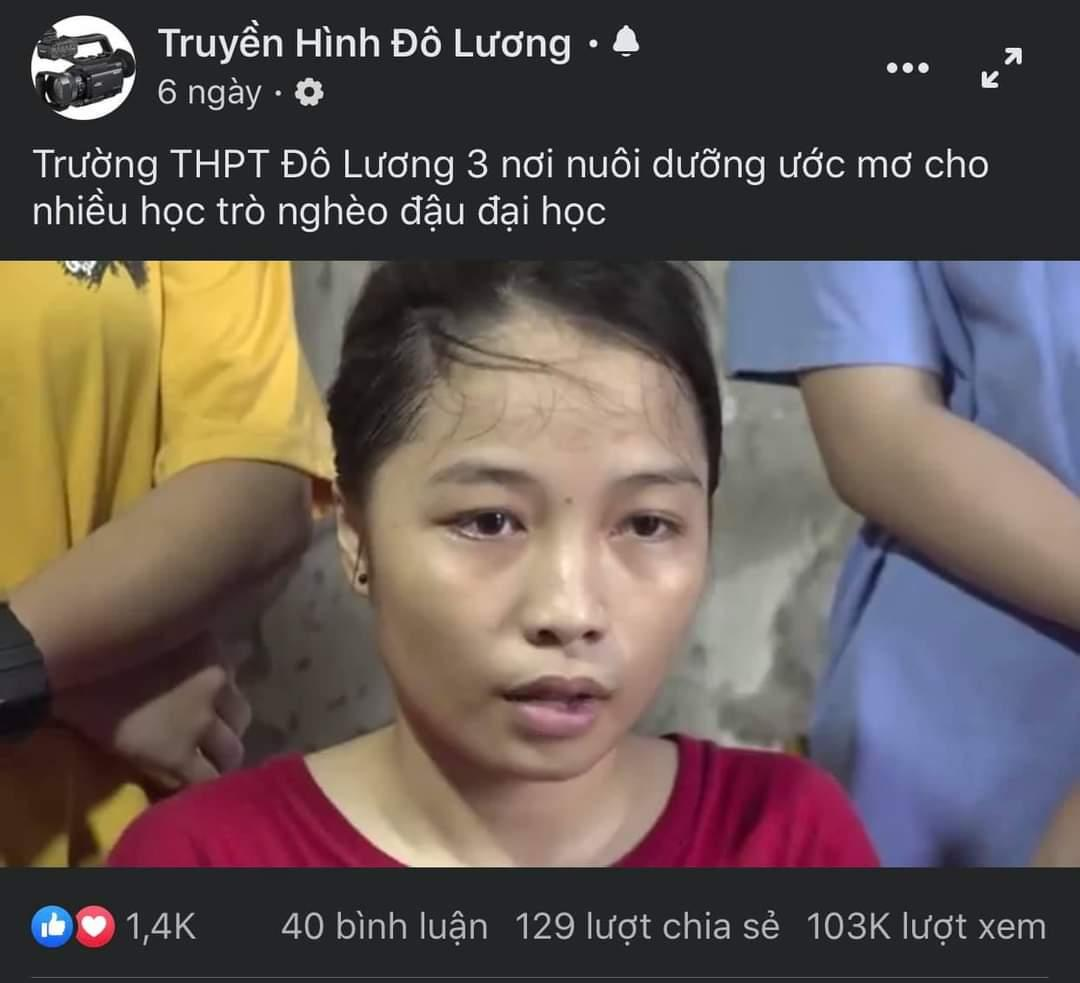 Truyền Hình Đô Lương
6 ngày
Trường THPT Đô Lương 3 nơi nuôi dưỡng ước mơ cho
nhiều học trò nghèo đậu đại học
1,4K 40 bình luận 129 lượt chia sẻ 103K lượt xem